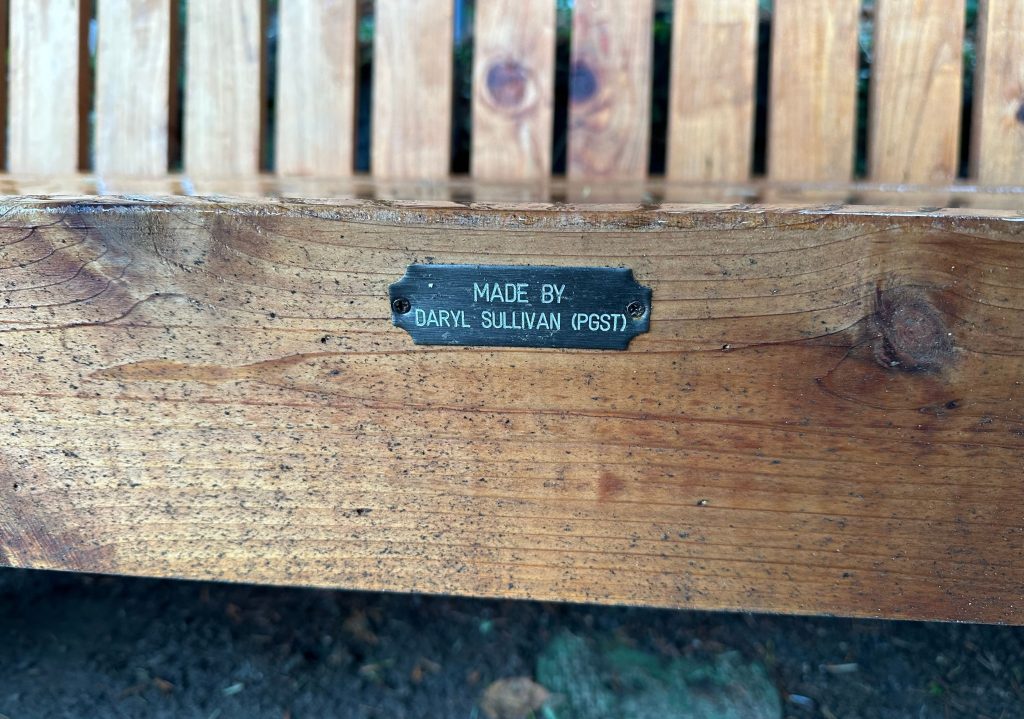 MADE BY
DARYL SULLIVAN (PGST)